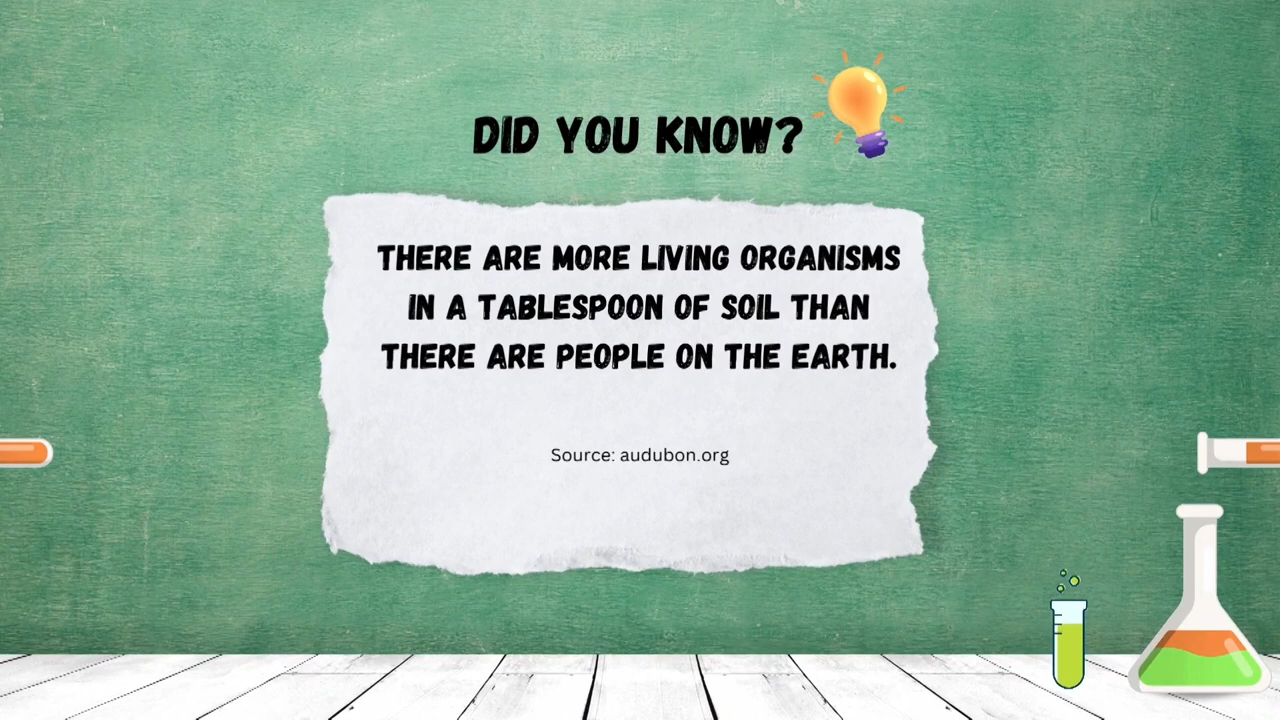 DID YOU KNOW?
THERE ARE MORE LIVING ORGANISMS
IN A TABLESPOON OF SOIL THAN
THERE ARE PEOPLE ON THE EARTH.
Source: audubon.org